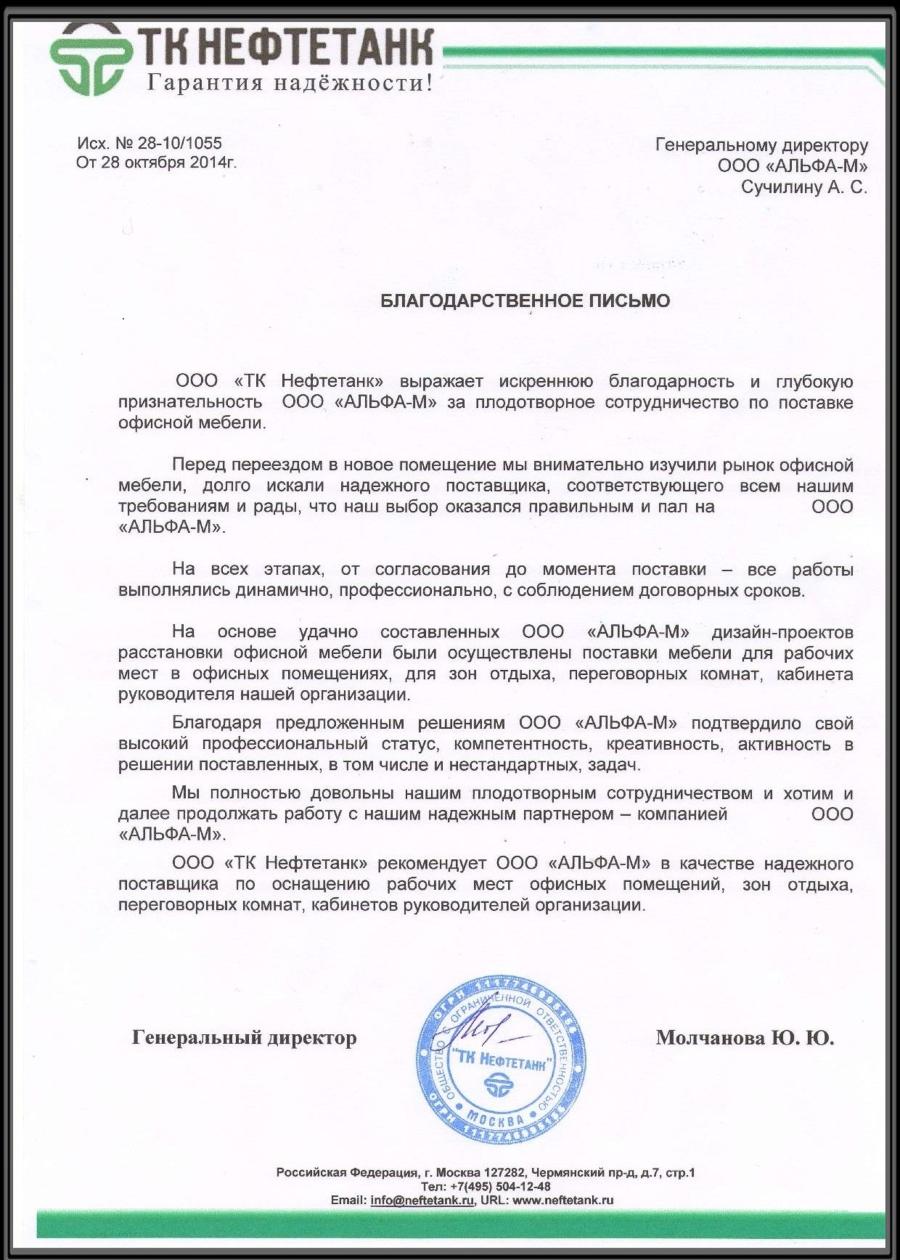 ТК НЕФТЕТАНК
Гарантия надёжности!
Исх. № 28-10/1055
От 28 октября 2014г.
Генеральному директору
ООО «АЛЬФА-М»
Сучилину А. С.
БЛАГОДАРСТВЕННОЕ ПИСЬМО
ООО «ТК Нефтетанк» выражает искреннюю благодарность и глубокую
признательность ООО «АЛЬФА-М» за плодотворное сотрудничество по поставке
офисной мебели.
Перед переездом в новое помещение мы внимательно изучили рынок офисной
мебели, долго искали надежного поставщика, соответствующего всем нашим
требованиям и рады, что наш выбор оказался правильным и пал на ООО
«АЛЬФА-М».
На всех этапах, от согласования до момента поставки – все работы
выполнялись динамично, профессионально, с соблюдением договорных сроков.
На основе удачно составленных ООО «АЛЬФА-М» дизайн-проектов
расстановки офисной мебели были осуществлены поставки мебели для рабочих
мест в офисных помещениях, для зон отдыха, переговорных комнат, кабинета
руководителя нашей организации.
Благодаря предложенным решениям ООО «АЛЬФА-М» подтвердило свой
высокий профессиональный статус, компетентность, креативность, активность в
решении поставленных, в том числе и нестандартных, задач.
Мы полностью довольны нашим плодотворным сотрудничеством и хотим и
далее продолжать работу с нашим надежным партнером – компанией ООО
«АЛЬФА-М».
ООО «ТК Нефтетанк» рекомендует ООО «АЛЬФА-М» в качестве надежного
поставщика по оснащению рабочих мест офисных помещений, зон отдыха,
переговорных комнат, кабинетов руководителей организации.
Генеральный директор
ОБЩЕСТВО С ОГРАНИЧЕННОЙ ОТВЕТСТВЕННОСТЬЮ
"ТК НЕФТЕТАНК"
МОСКВА
Молчанова Ю. Ю.
Российская Федерация, г. Москва 127282, Чермянский пр-д, д.7, стр.1
Тел: +7(495) 504-12-48
Email: info@neftetank.ru, URL: www.neftetank.ru